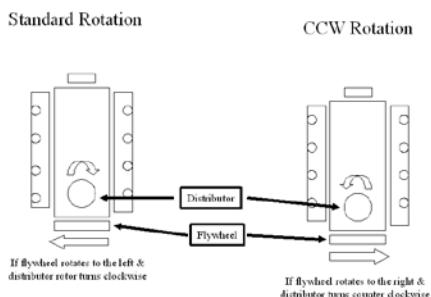 Standard Rotation
CCW Rotation
Distributor
Flywheel
If flywheel rotates to the left &
distributor rotor turns clockwise
If flywheel rotates to the right &
distributor turns counter clockwise